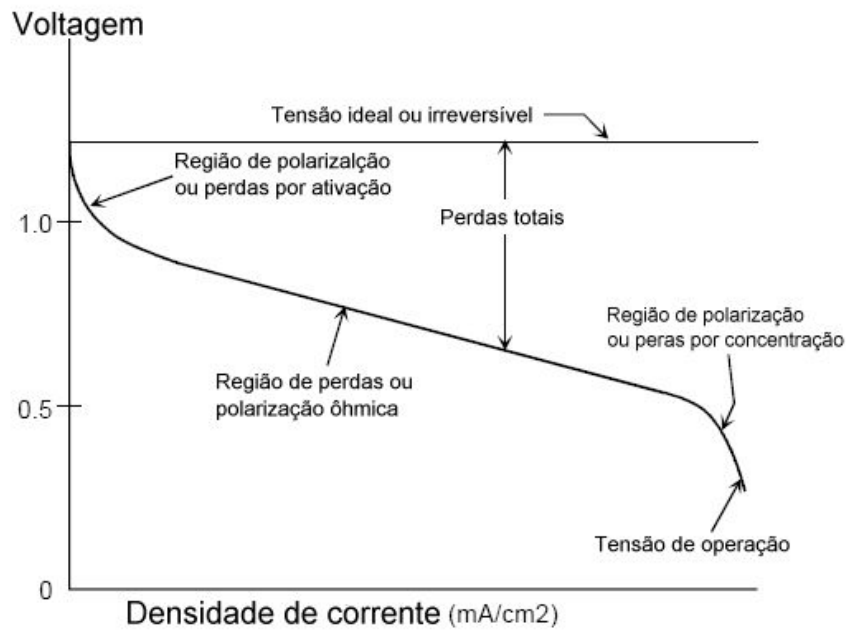 Voltagem
Tensão ideal ou irreversível
Região de polarizalção
ou perdas por ativação
1.0
Perdas totais
Região de polarização
ou peras por concentração
Região de perdas ou
polarização ôhmica
0.5
Tensão de operação
0
Densidade de corrente (mA/cm2)